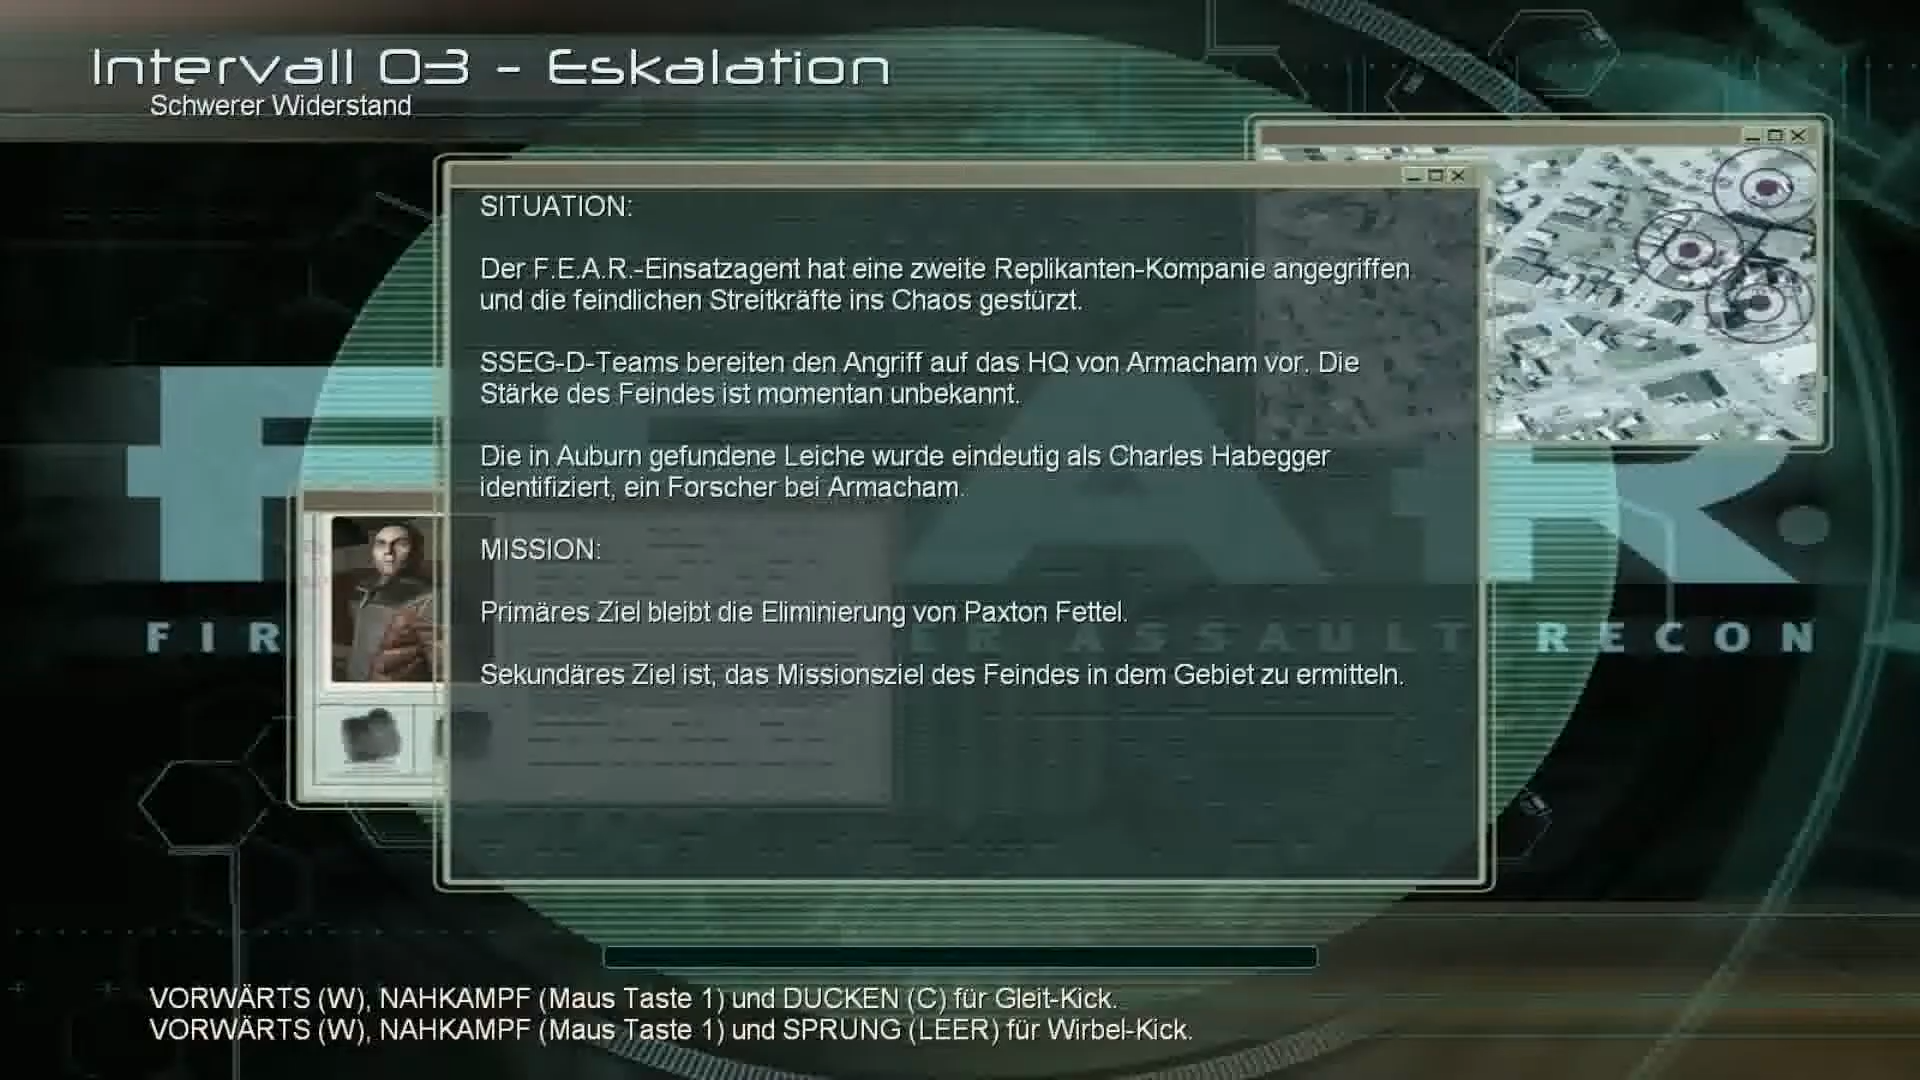 Intervall 03 - Eskalation
Schwerer Widerstand
SITUATION:
Der F.E.A.R.-Einsatzagent hat eine zweite Replikanten-Kompanie angegriffen
und die feindlichen Streitkräfte ins Chaos gestürzt.
SSEG-D-Teams bereiten den Angriff auf das HQ von Armacham vor. Die
Stärke des Feindes ist momentan unbekannt.
Die in Auburn gefundene Leiche wurde eindeutig als Charles Habegger
identifiziert, ein Forscher bei Armacham.
MISSION:
Primäres Ziel bleibt die Eliminierung von Paxton Fettel.
Sekundäres Ziel ist, das Missionsziel des Feindes in dem Gebiet zu ermitteln.
F A R.
FIR ER ASSAULT RECON
VORWÄRTS (W), NAHKAMPF (Maus Taste 1) und DUCKEN (C) für Gleit-Kick.
VORWÄRTS (W), NAHKAMPF (Maus Taste 1) und SPRUNG (LEER) für Wirbel-Kick.